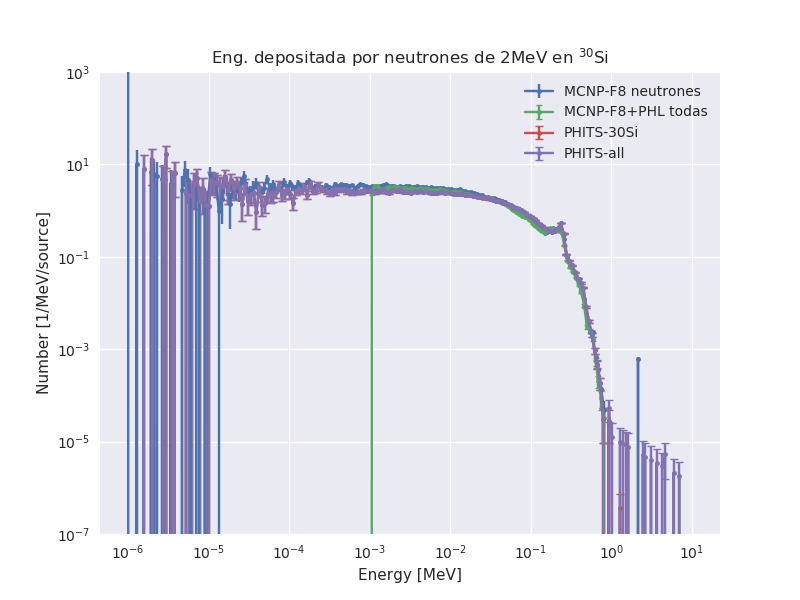 Eng. depositada por neutrones de 2MeV en ³⁰Si
MCNP-F8 neutrones
MCNP-F8+PHL todas
PHITS-30Si
PHITS-all
Number [1/MeV/source]
10³
10¹
10⁻¹
10⁻³
10⁻⁵
10⁻⁷
10⁻⁶ 10⁻⁵ 10⁻⁴ 10⁻³ 10⁻² 10⁻¹ 10⁰ 10¹
Energy [MeV]